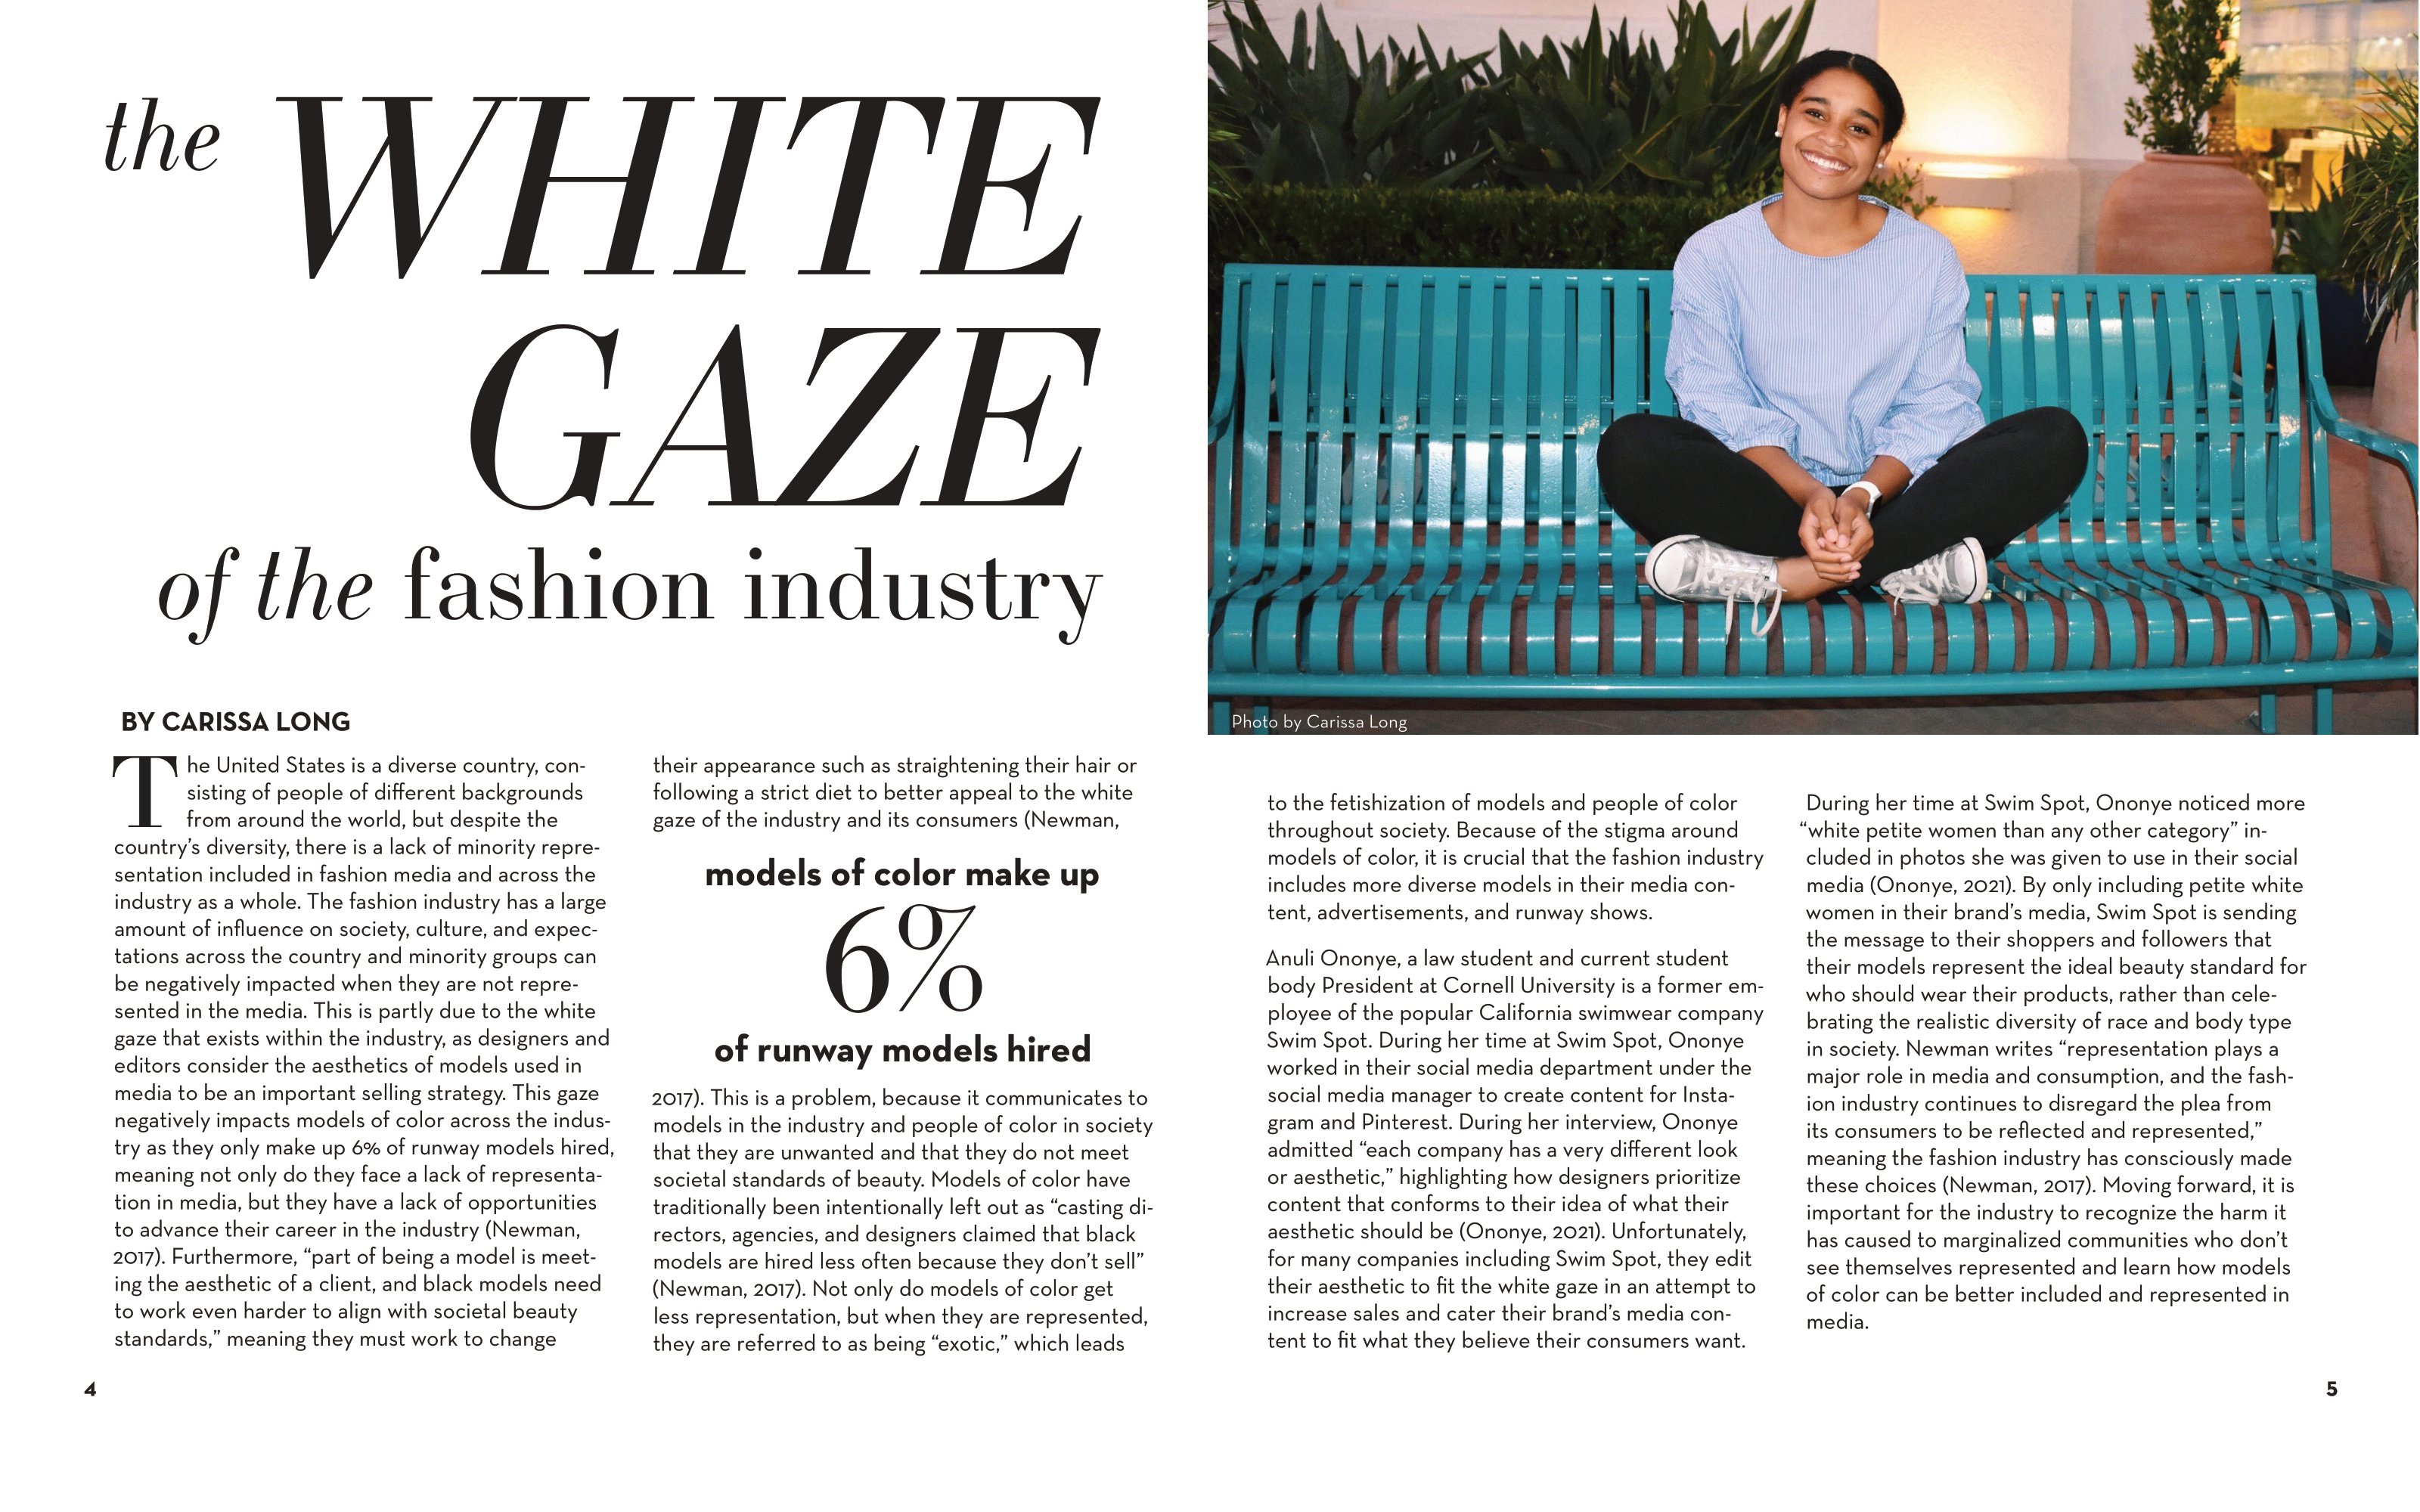 the WHITE
GAZE
of the fashion industry
BY CARISSA LONG
The United States is a diverse country, con-
sisting of people of different backgrounds
from around the world, but despite the
country's diversity, there is a lack of minority repre-
sentation included in fashion media and across the
industry as a whole. The fashion industry has a large
amount of influence on society, culture, and expec-
tations across the country and minority groups can
be negatively impacted when they are not repre-
sented in the media. This is partly due to the white
gaze that exists within the industry, as designers and
editors consider the aesthetics of models used in
media to be an important selling strategy. This gaze
negatively impacts models of color across the indus-
try as they only make up 6% of runway models hired,
meaning not only do they face a lack of representa-
tion in media, but they have a lack of opportunities
to advance their career in the industry (Newman,
2017). Furthermore, “part of being a model is meet-
ing the aesthetic of a client, and black models need
to work even harder to align with societal beauty
standards,” meaning they must work to change
their appearance such as straightening their hair or
following a strict diet to better appeal to the white
gaze of the industry and its consumers (Newman,
models of color make up
6%
of runway models hired
2017). This is a problem, because it communicates to
models in the industry and people of color in society
that they are unwanted and that they do not meet
societal standards of beauty. Models of color have
traditionally been intentionally left out as “casting di-
rectors, agencies, and designers claimed that black
models are hired less often because they don't sell”
(Newman, 2017). Not only do models of color get
less representation, but when they are represented,
they are referred to as being “exotic,” which leads
4
Photo by Carissa Long
to the fetishization of models and people of color
throughout society. Because of the stigma around
models of color, it is crucial that the fashion industry
includes more diverse models in their media con-
tent, advertisements, and runway shows.
Anuli Ononye, a law student and current student
body President at Cornell University is a former em-
ployee of the popular California swimwear company
Swim Spot. During her time at Swim Spot, Ononye
worked in their social media department under the
social media manager to create content for Insta-
gram and Pinterest. During her interview, Ononye
admitted “each company has a very different look
or aesthetic,” highlighting how designers prioritize
content that conforms to their idea of what their
aesthetic should be (Ononye, 2021). Unfortunately,
for many companies including Swim Spot, they edit
their aesthetic to fit the white gaze in an attempt to
increase sales and cater their brand's media con-
tent to fit what they believe their consumers want.
During her time at Swim Spot, Ononye noticed more
“white petite women than any other category” in-
cluded in photos she was given to use in their social
media (Ononye, 2021). By only including petite white
women in their brand's media, Swim Spot is sending
the message to their shoppers and followers that
their models represent the ideal beauty standard for
who should wear their products, rather than cele-
brating the realistic diversity of race and body type
in society. Newman writes “representation plays a
major role in media and consumption, and the fash-
ion industry continues to disregard the plea from
its consumers to be reflected and represented,”
meaning the fashion industry has consciously made
these choices (Newman, 2017). Moving forward, it is
important for the industry to recognize the harm it
has caused to marginalized communities who don't
see themselves represented and learn how models
of color can be better included and represented in
media.
5